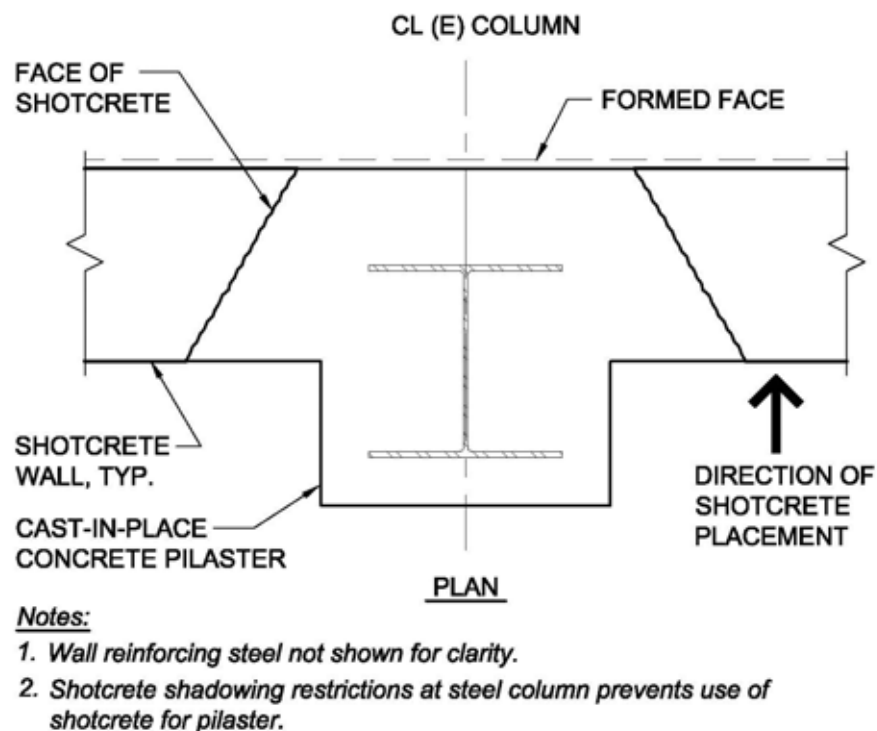 CL (E) COLUMN
FACE OF
SHOTCRETE
FORMED FACE
SHOTCRETE
WALL, TYP.
CAST-IN-PLACE
CONCRETE PILASTER
DIRECTION OF
SHOTCRETE
PLACEMENT
PLAN
Notes:
1. Wall reinforcing steel not shown for clarity.
2. Shotcrete shadowing restrictions at steel column prevents use of
shotcrete for pilaster.